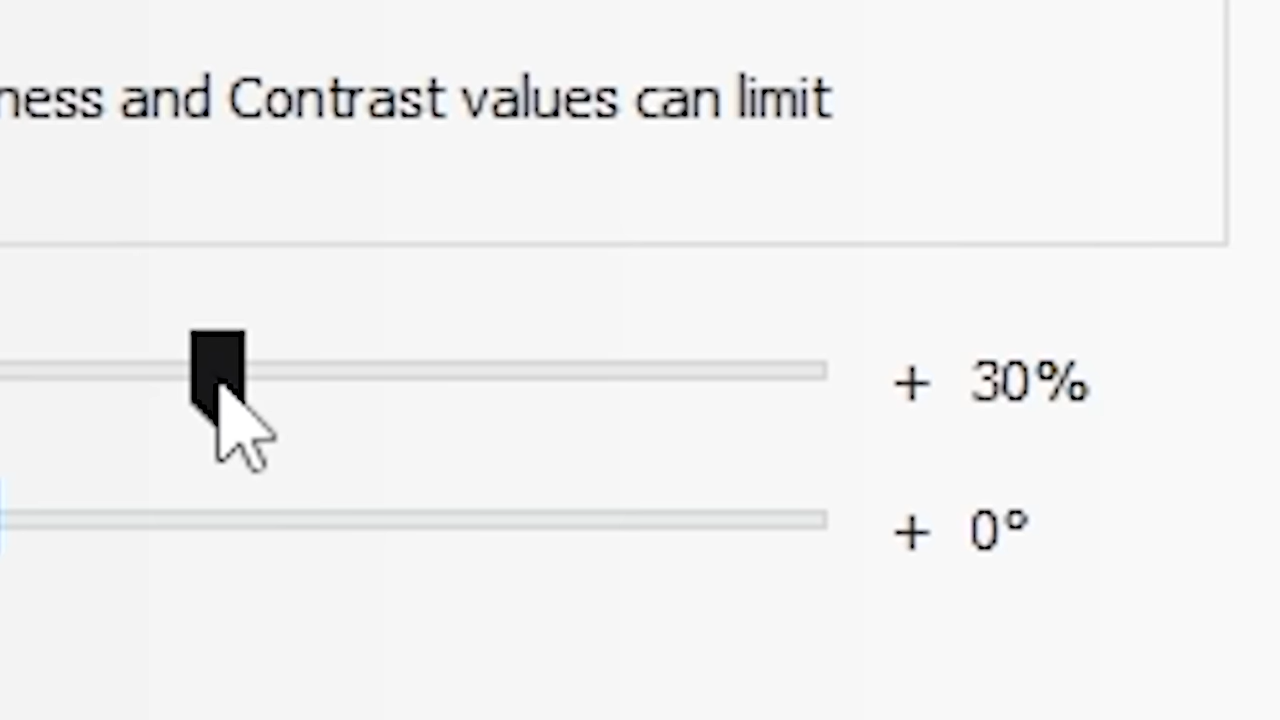 ness and Contrast values can limit
+ 30%
+ 0°